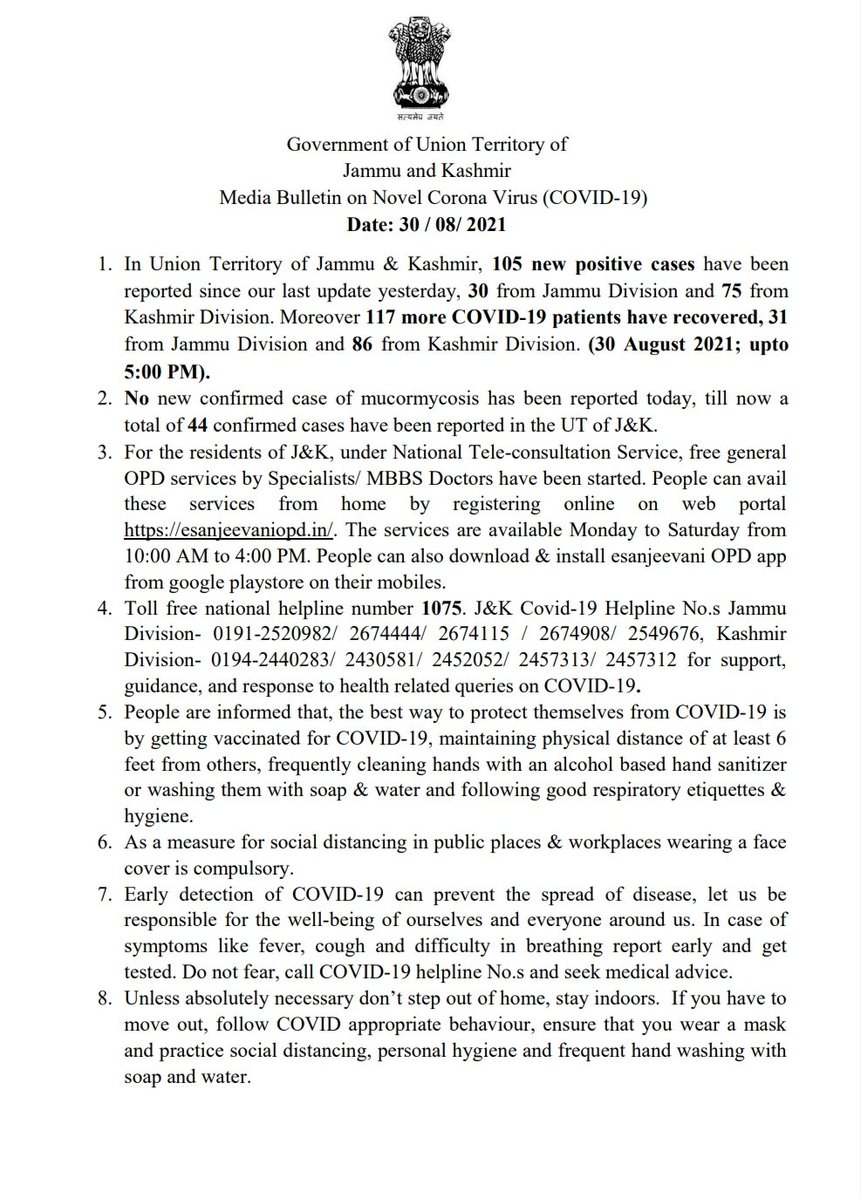 सत्यमेव जयते
Government of Union Territory of
Jammu and Kashmir
Media Bulletin on Novel Corona Virus (COVID-19)
Date: 30 / 08/ 2021
1. In Union Territory of Jammu & Kashmir, 105 new positive cases have been
reported since our last update yesterday, 30 from Jammu Division and 75 from
Kashmir Division. Moreover 117 more COVID-19 patients have recovered, 31
from Jammu Division and 86 from Kashmir Division. (30 August 2021; upto
5:00 PM).
2. No new confirmed case of mucormycosis has been reported today, till now a
total of 44 confirmed cases have been reported in the UT of J&K.
3. For the residents of J&K, under National Tele-consultation Service, free general
OPD services by Specialists/ MBBS Doctors have been started. People can avail
these services from home by registering online on web portal
https://esanjeevaniopd.in/. The services are available Monday to Saturday from
10:00 AM to 4:00 PM. People can also download & install esanjeevani OPD app
from google playstore on their mobiles.
4. Toll free national helpline number 1075. J&K Covid-19 Helpline No.s Jammu
Division- 0191-2520982/ 2674444/ 2674115 / 2674908/ 2549676, Kashmir
Division- 0194-2440283/ 2430581/ 2452052/ 2457313/ 2457312 for support,
guidance, and response to health related queries on COVID-19.
5. People are informed that, the best way to protect themselves from COVID-19 is
by getting vaccinated for COVID-19, maintaining physical distance of at least 6
feet from others, frequently cleaning hands with an alcohol based hand sanitizer
or washing them with soap & water and following good respiratory etiquettes &
hygiene.
6. As a measure for social distancing in public places & workplaces wearing a face
cover is compulsory.
7. Early detection of COVID-19 can prevent the spread of disease, let us be
responsible for the well-being of ourselves and everyone around us. In case of
symptoms like fever, cough and difficulty in breathing report early and get
tested. Do not fear, call COVID-19 helpline No.s and seek medical advice.
8. Unless absolutely necessary don’t step out of home, stay indoors. If you have to
move out, follow COVID appropriate behaviour, ensure that you wear a mask
and practice social distancing, personal hygiene and frequent hand washing with
soap and water.